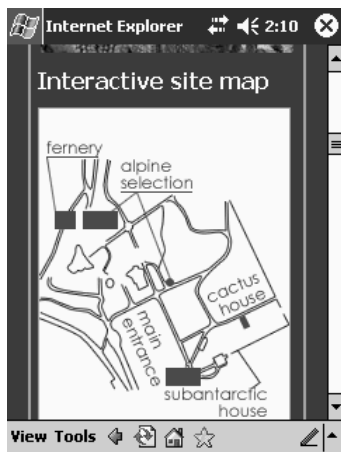 Internet Explorer 2:10
Interactive site map
fernery
alpine
selection
cactus
house
main
entrance
subantarctic
house
View Tools